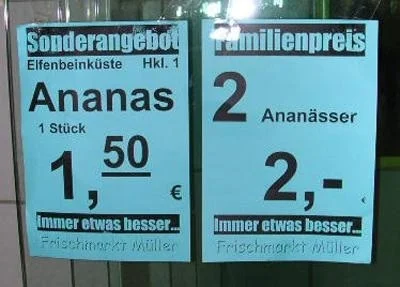 Sonderangebot
Elfenbeinküste Hkl. 1
Ananas
1 Stück
1,50 €
Immer etwas besser...
Frischmarkt Müller
Familienpreis
2 Ananässer
2,- €
Immer etwas besser...
Frischmarkt Müller